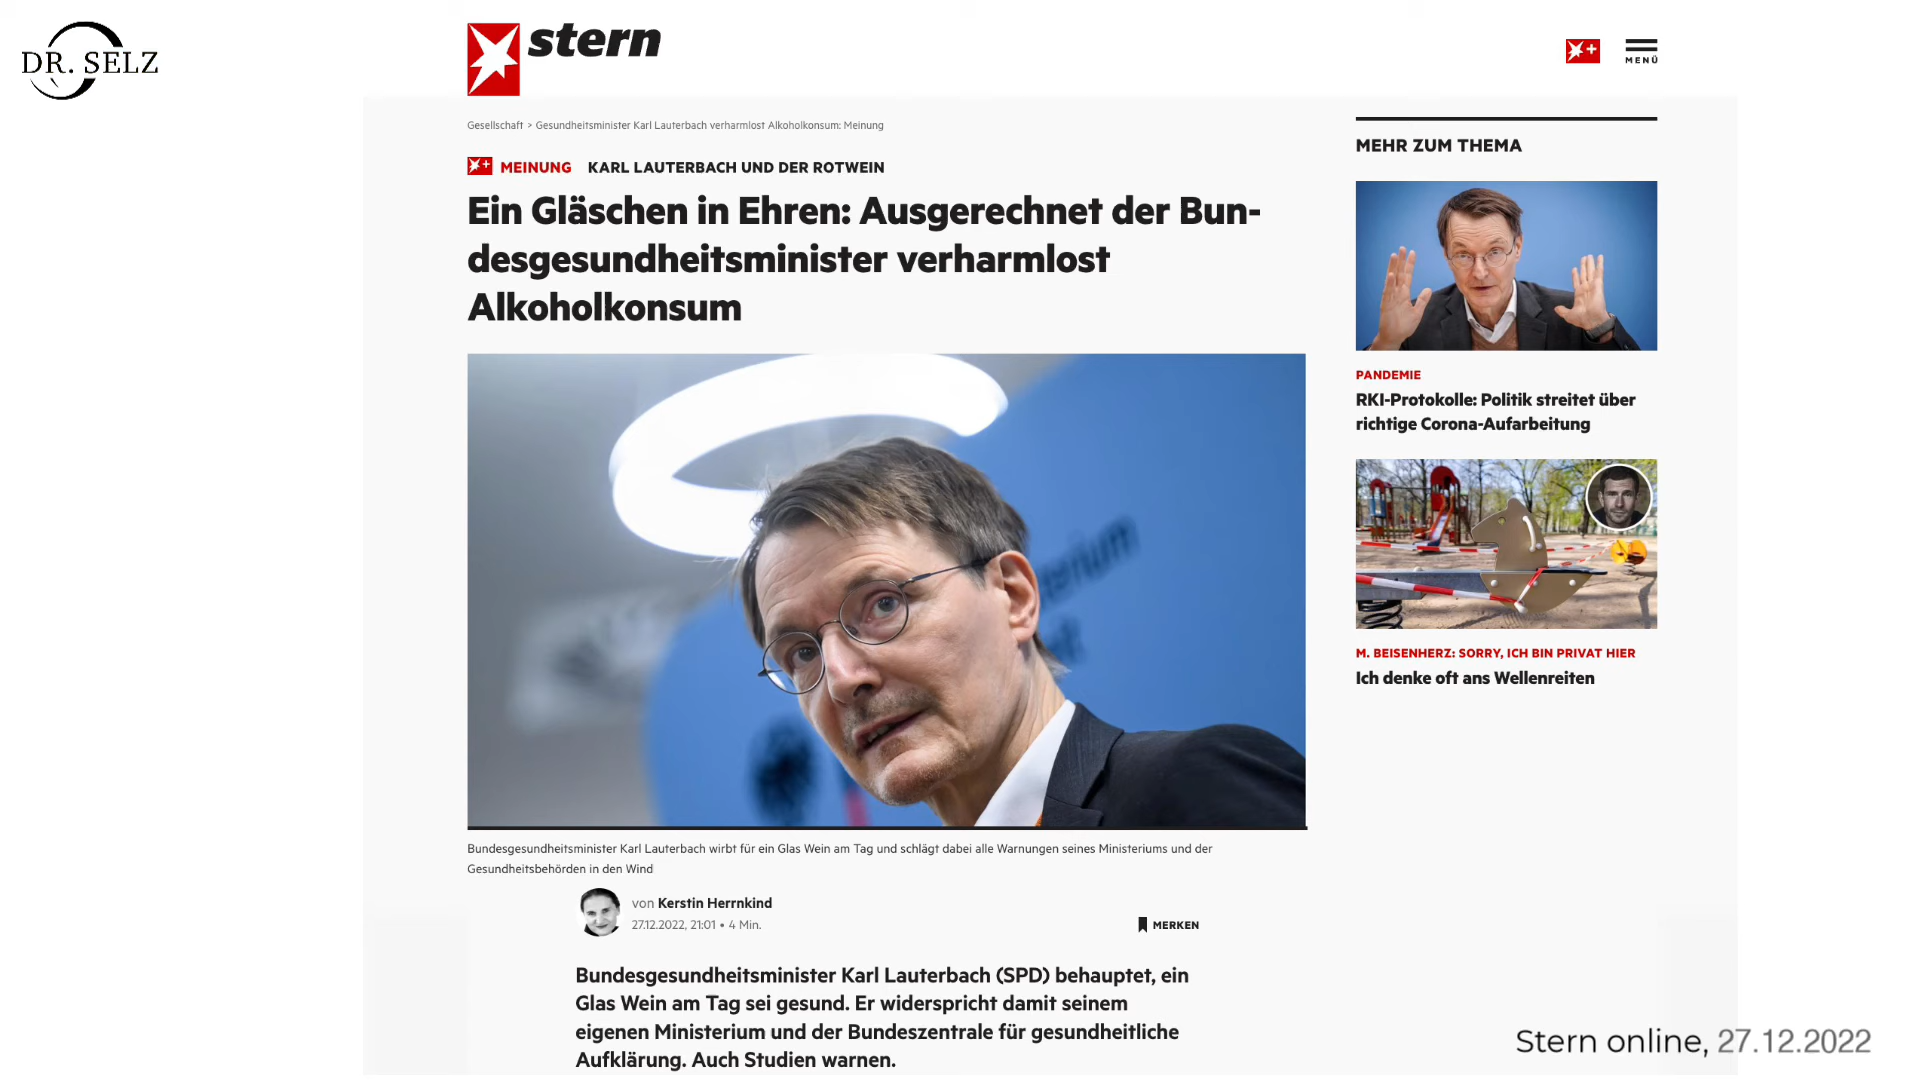 DR. SELZ
stern
MENÜ
Gesellschaft > Gesundheitsminister Karl Lauterbach verharmlost Alkoholkonsum: Meinung
MEINUNG KARL LAUTERBACH UND DER ROTWEIN
Ein Gläschen in Ehren: Ausgerechnet der Bun-
desgesundheitsminister verharmlost
Alkoholkonsum
Bundesgesundheitsminister Karl Lauterbach wirbt für ein Glas Wein am Tag und schlägt dabei alle Warnungen seines Ministeriums und der
Gesundheitsbehörden in den Wind
von Kerstin Herrnkind
27.12.2022, 21:01 • 4 Min.
MERKEN
Bundesgesundheitsminister Karl Lauterbach (SPD) behauptet, ein
Glas Wein am Tag sei gesund. Er widerspricht damit seinem
eigenen Ministerium und der Bundeszentrale für gesundheitliche
Aufklärung. Auch Studien warnen.
MEHR ZUM THEMA
PANDEMIE
RKI-Protokolle: Politik streitet über
richtige Corona-Aufarbeitung
M. BEISENHERZ: SORRY, ICH BIN PRIVAT HIER
Ich denke oft ans Wellenreiten
Stern online, 27.12.2022